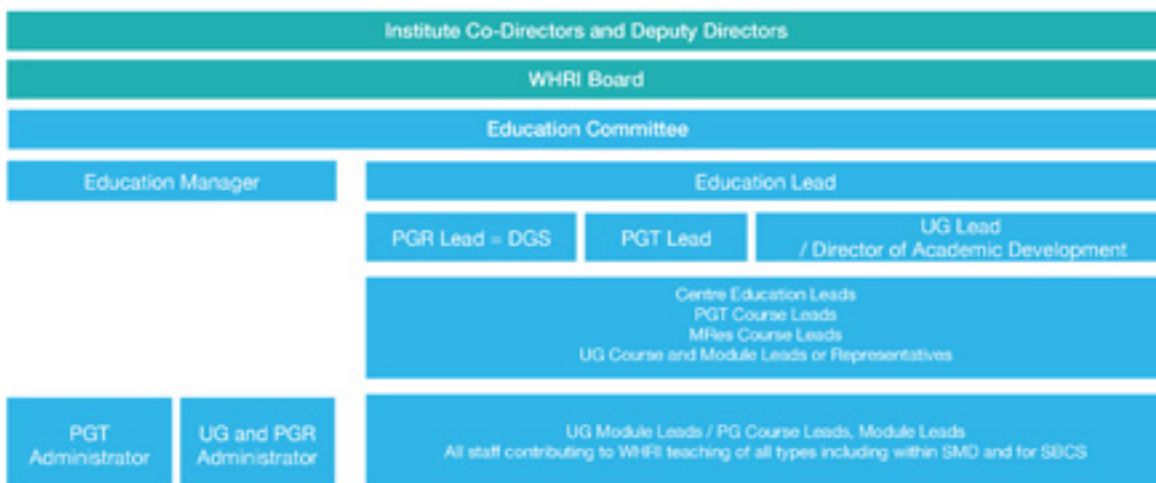 Institute Co-Directors and Deputy Directors
WHRI Board
Education Committee
Education Manager
Education Lead
PGR Lead = DGS
PGT Lead
UG Lead
/ Director of Academic Development
Centre Education Leads
PGT Course Leads
MRes Course Leads
UG Course and Module Leads or Representatives
PGT
Administrator
UG and PGR
Administrator
UG Module Leads / PG Course Leads, Module Leads
All staff contributing to WHRI teaching of all types including within SMD and for SBCS